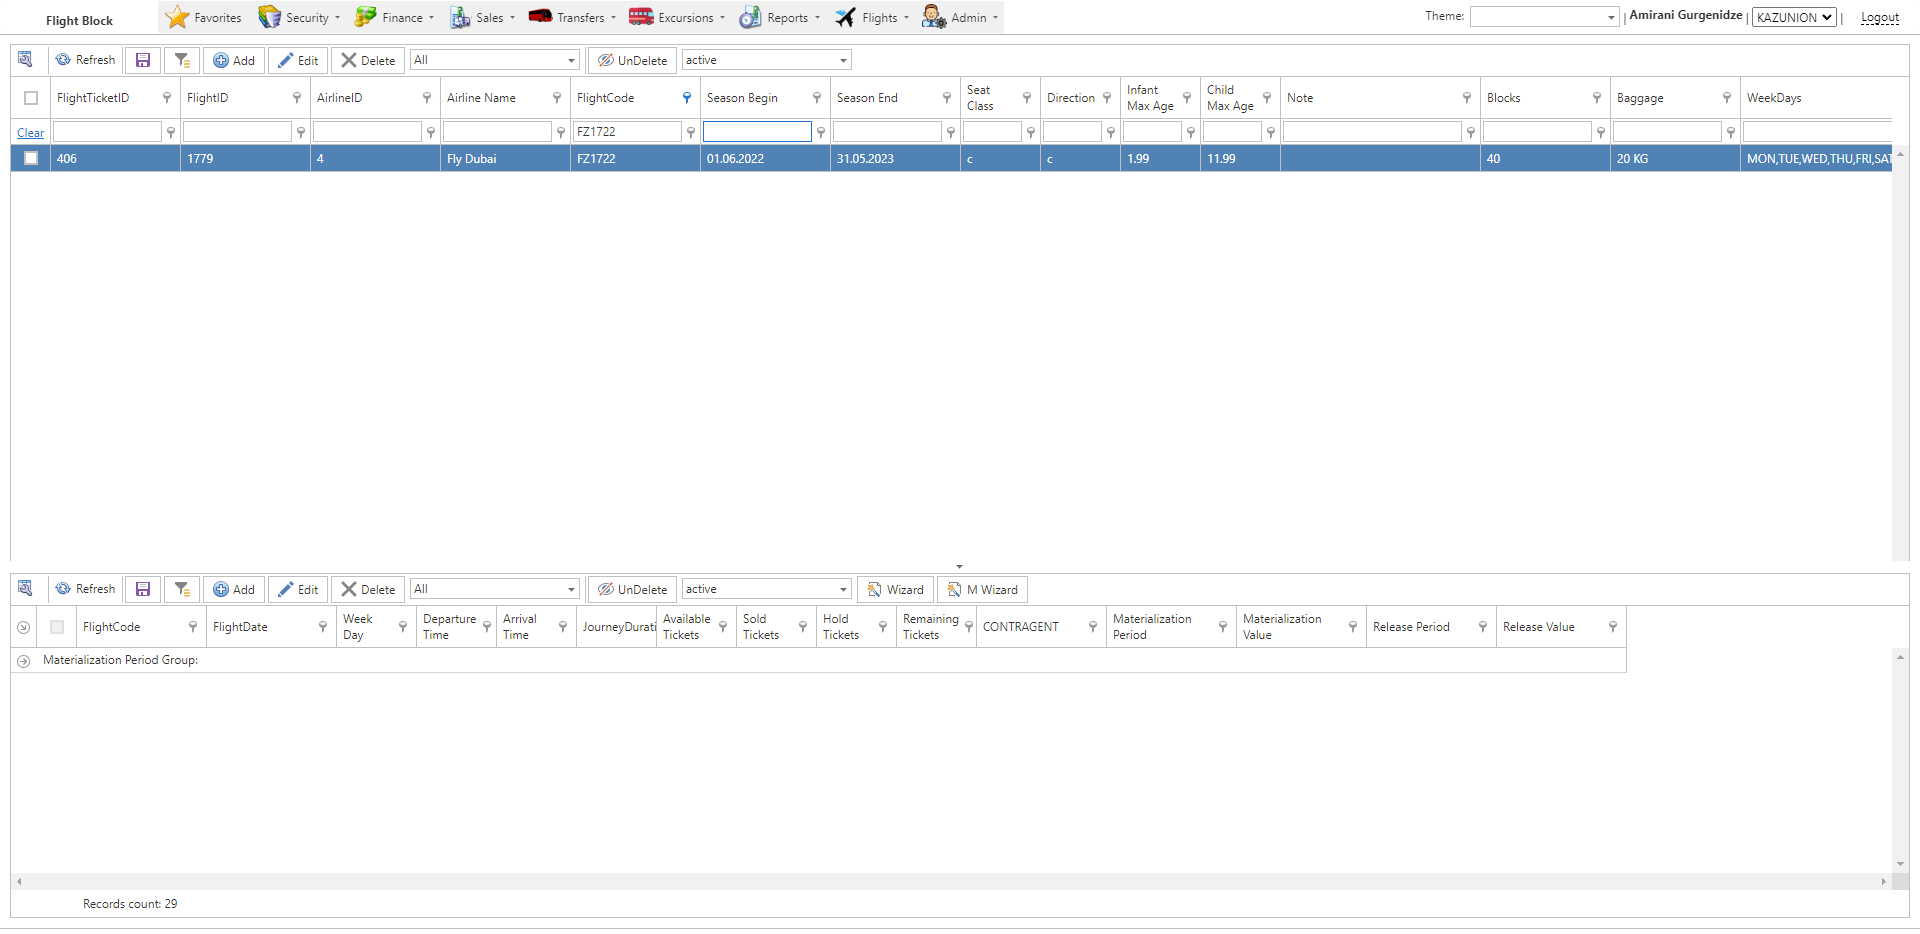 Flight Block Favorites Security Finance Sales Transfers Excursions Reports Flights Admin Theme: | Amirani Gurgenidze | KAZUNION | Logout
Refresh Add Edit Delete All UnDelete active
FlightTicketID FlightID AirlineID Airline Name FlightCode Season Begin Season End Seat Class Direction Infant Max Age Child Max Age Note Blocks Baggage WeekDays
Clear FZ1722
406 1779 4 Fly Dubai FZ1722 01.06.2022 31.05.2023 c c 1.99 11.99 40 20 KG MON,TUE,WED,THU,FRI,SAT
Refresh Add Edit Delete All UnDelete active Wizard M Wizard
FlightCode FlightDate Week Day Departure Time Arrival Time JourneyDurati Available Tickets Sold Tickets Hold Tickets Remaining Tickets CONTRAGENT Materialization Period Materialization Value Release Period Release Value
Materialization Period Group:
Records count: 29